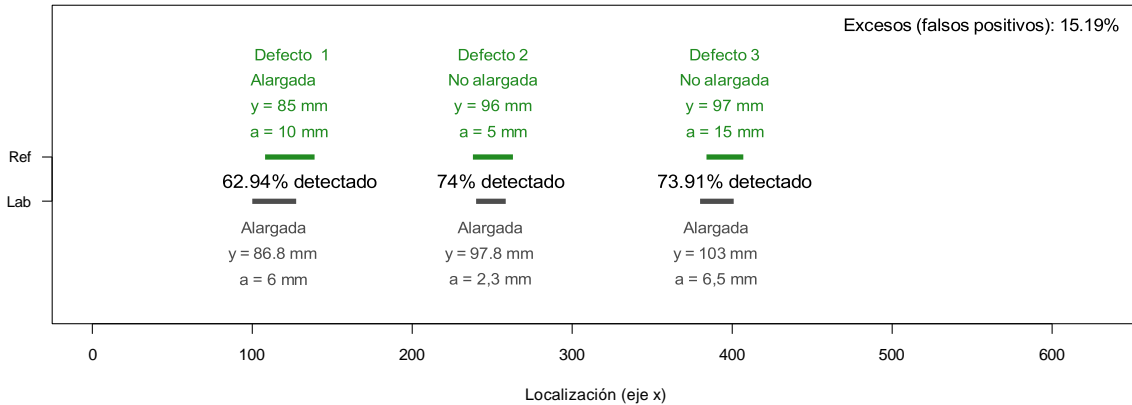 Excesos (falsos positivos): 15.19%
Defecto 1 Defecto 2 Defecto 3
Alargada No alargada No alargada
y = 85 mm y = 96 mm y = 97 mm
a = 10 mm a = 5 mm a = 15 mm
Ref
62.94% detectado 74% detectado 73.91% detectado
Lab
Alargada Alargada Alargada
y = 86.8 mm y = 97.8 mm y = 103 mm
a = 6 mm a = 2,3 mm a = 6,5 mm
0 100 200 300 400 500 600
Localización (eje x)